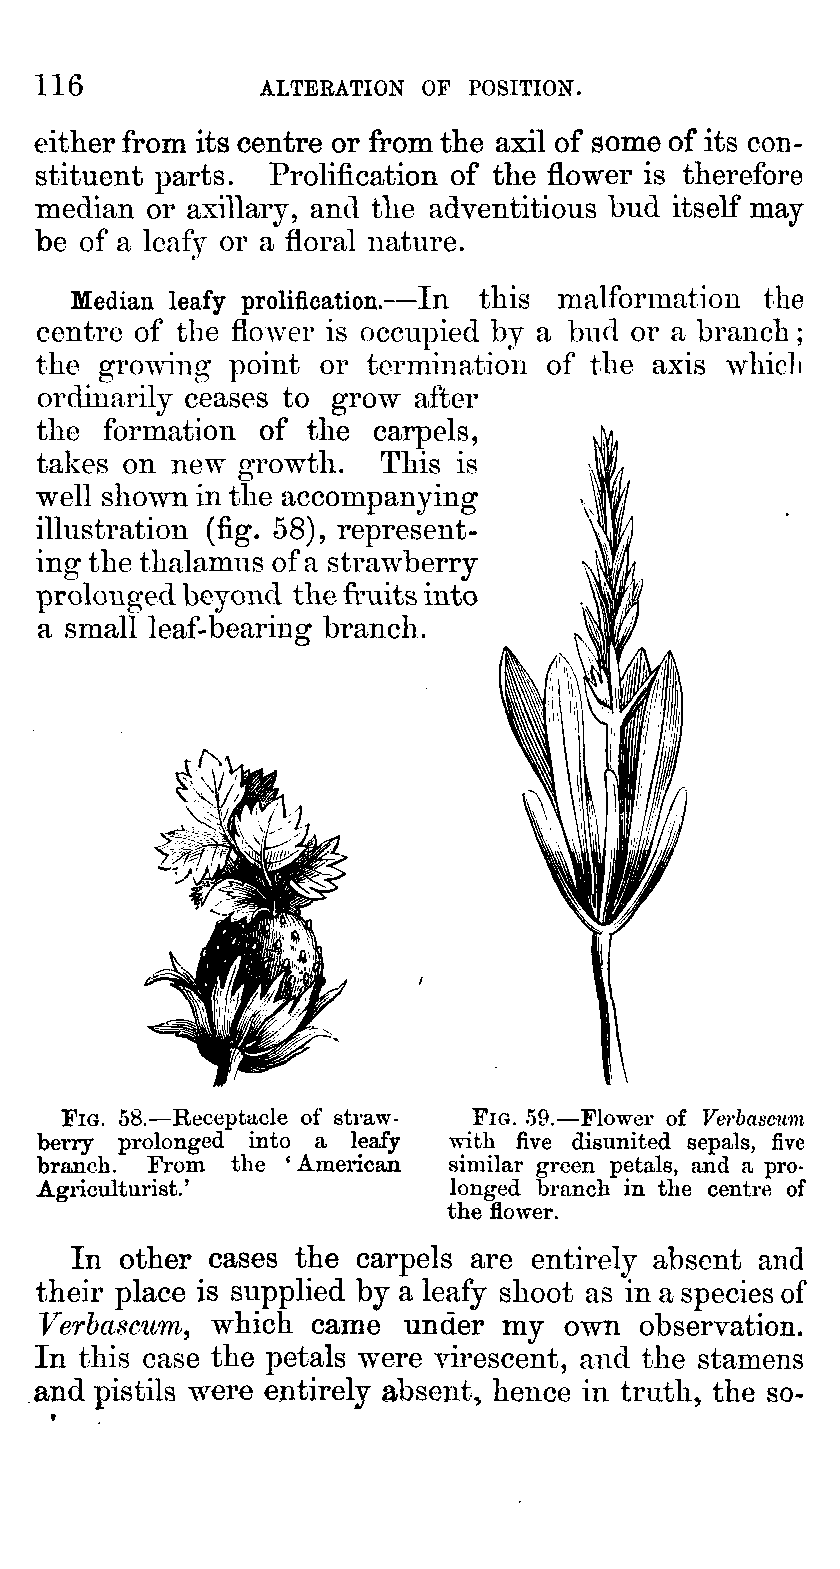 116 ALTERATION OF POSITION.
either from its centre or from the axil of some of its con-
stituent parts. Prolification of the flower is therefore
median or axillary, and the adventitious bud itself may
be of a leafy or a floral nature.
Median leafy prolification.—In this malformation the
centre of the flower is occupied by a bud or a branch;
the growing point or termination of the axis which
ordinarily ceases to grow after
the formation of the carpels,
takes on new growth. This is
well shown in the accompanying
illustration (fig. 58), represent-
ing the thalamus of a strawberry
prolonged beyond the fruits into
a small leaf-bearing branch.
FIG. 58.—Receptacle of straw-
berry prolonged into a leafy
branch. From the ‘American
Agriculturist.’
FIG. 59.—Flower of Verbascum
with five disunited sepals, five
similar green petals, and a pro-
longed branch in the centre of
the flower.
In other cases the carpels are entirely absent and
their place is supplied by a leafy shoot as in a species of
Verbascum, which came under my own observation.
In this case the petals were virescent, and the stamens
and pistils were entirely absent, hence in truth, the so-